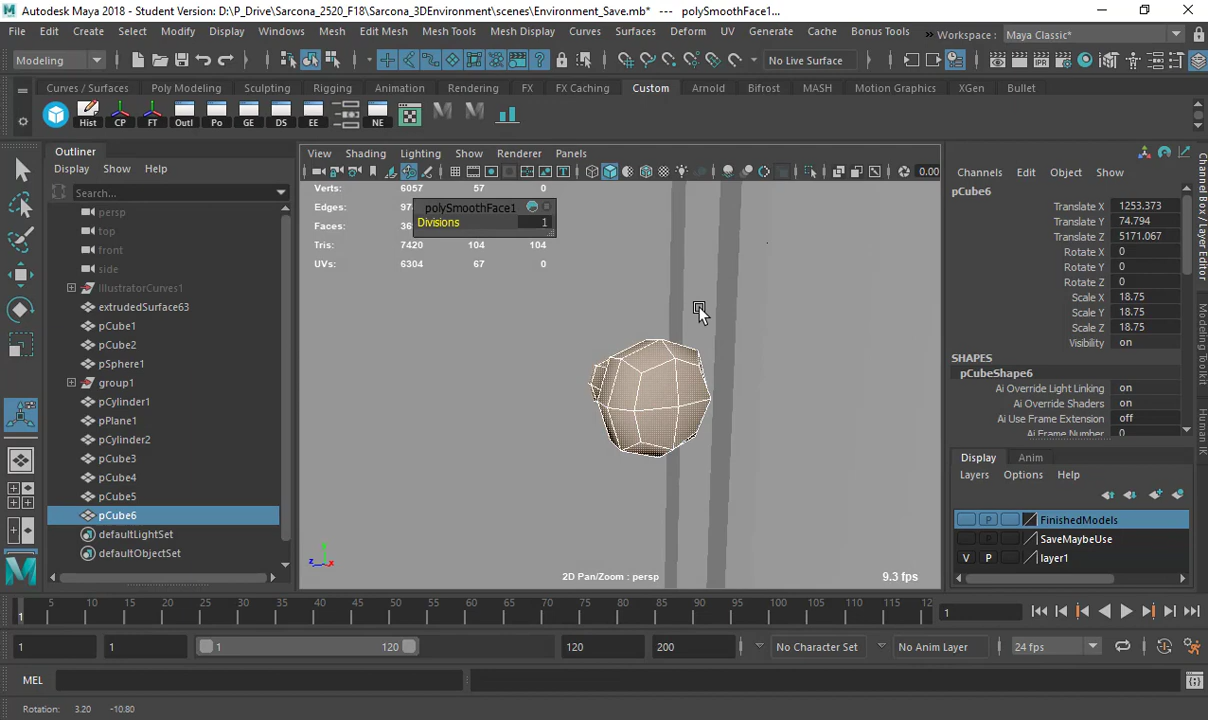 Autodesk Maya 2018 - Student Version: D:\P_Drive\Sarcona_2520_F18\Sarcona_3DEnvironment\scenes\Environment_Save.mb* --- polySmoothFace1...
File Edit Create Select Modify Display Windows Mesh Edit Mesh Mesh Tools Mesh Display Curves Surfaces Deform UV Generate Cache Bonus Tools Workspace: Maya Classic*
Modeling No Live Surface
Curves / Surfaces Poly Modeling Sculpting Rigging Animation Rendering FX FX Caching Custom Arnold Bifrost MASH Motion Graphics XGen Bullet
Hist CP FT Outl Po GE DS EE NE
Outliner
Display Show Help
Search...
persp
top
front
side
IllustratorCurves1
extrudedSurface63
pCube1
pCube2
pSphere1
group1
pCylinder1
pPlane1
pCylinder2
pCube3
pCube4
pCube5
pCube6
defaultLightSet
defaultObjectSet
View Shading Lighting Show Renderer Panels
0.00
Verts: 6057 57 0
Edges:
Faces:
Tris: 7420 104 104
UVs: 6304 67 0
polySmoothFace1
Divisions 1
2D Pan/Zoom : persp
9.3 fps
Channels Edit Object Show
pCube6
Translate X 1253.373
Translate Y 74.794
Translate Z 5171.067
Rotate X 0
Rotate Y 0
Rotate Z 0
Scale X 18.75
Scale Y 18.75
Scale Z 18.75
Visibility on
SHAPES
pCubeShape6
Ai Override Light Linking on
Ai Override Shaders on
Ai Use Frame Extension off
Ai Frame Number 0
Display Anim
Layers Options Help
P FinishedModels
SaveMaybeUse
V P layer1
Channel Box / Layer Editor
Modeling Toolkit
Human IK
5 10 15 20 25 30 35 40 45 50 55 60 65 70 75 80 85 90 95 100 105 110 115 12
1
1
1 1 1 120 120 200 No Character Set No Anim Layer 24 fps
MEL
Rotation: 3.20 -10.80